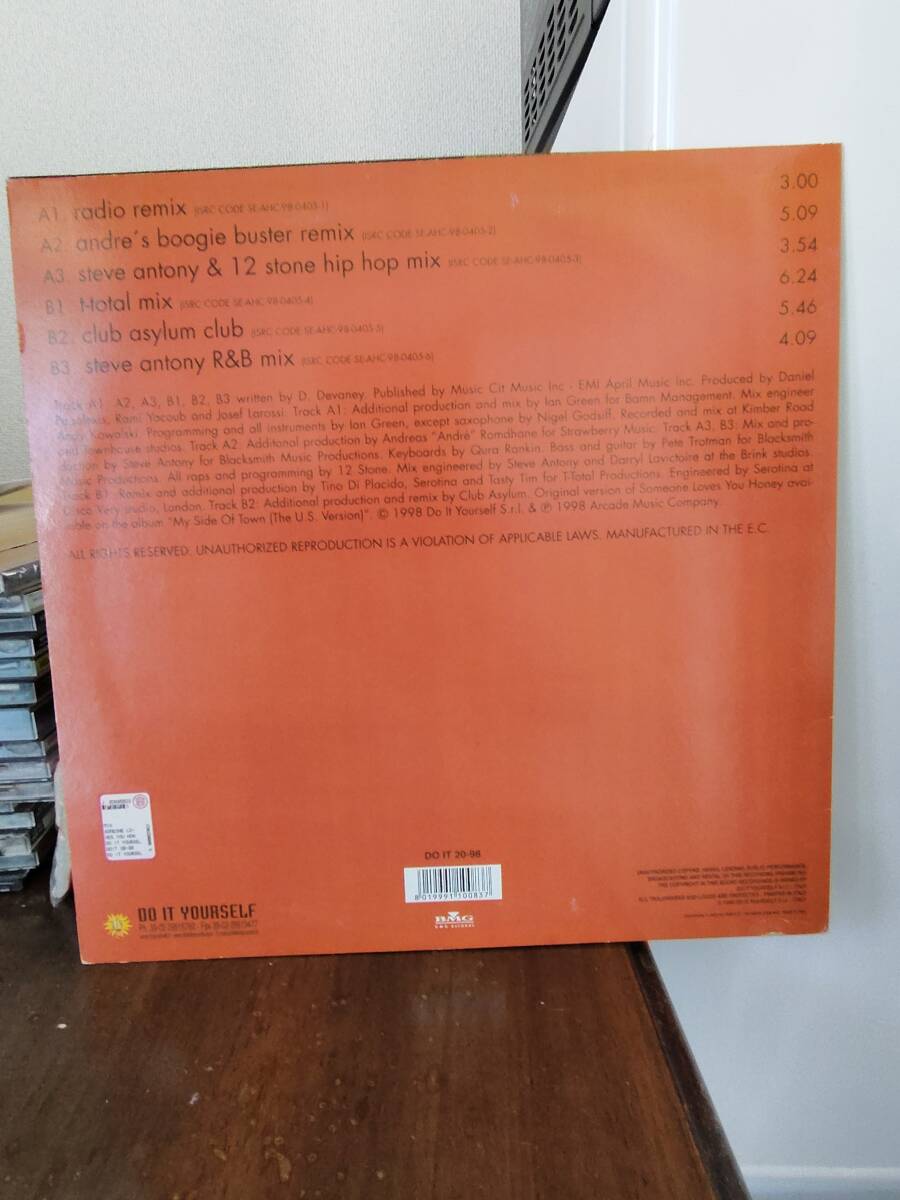 A1. radio remix (ISRC CODE SE-AHC-98-0405-1) 3.00
A2. andre´s boogie buster remix (ISRC CODE SE-AHC-98-0405-2) 5.09
A3. steve antony & 12 stone hip hop mix (ISRC CODE SE-AHC-98-0405-3) 3.54
B1. t-total mix (ISRC CODE SE-AHC-98-0405-4) 6.24
B2. club asylum club (ISRC CODE SE-AHC-98-0405-5) 5.46
B3. steve antony R&B mix (ISRC CODE SE-AHC-98-0405-6) 4.09
Track A1, A2, A3, B1, B2, B3 written by D. Devaney. Published by Music Cit Music Inc - EMI April Music Inc. Produced by Daniel
Papalexis, Rami Yacoub and Josef Larossi. Track A1: Additional production and mix by Ian Green for Bamn Management. Mix engineer
Andy Kowalski. Programming and all instruments by Ian Green, except saxophone by Nigel Godsiff. Recorded and mix at Kimber Road
and Townhouse studios. Track A2: Additonal production by Andreas "André" Romdhane for Strawberry Music. Track A3, B3: Mix and pro-
duction by Steve Antony for Blacksmith Music Productions. Keyboards by Qura Rankin. Bass and guitar by Pete Trotman for Blacksmith
Music Productions. All raps and programming by 12 Stone. Mix engineered by Steve Antony and Darryl Lavictoire at the Brink studios.
Track B1: Remix and additional production by Tino Di Placido, Serotina and Tasty Tim for T-Total Productions. Engineered by Serotina at
Disco Very studio, London. Track B2: Additional production and remix by Club Asylum. Original version of Someone Loves You Honey avai-
lable on the album "My Side Of Town (The U.S. Version)". © 1998 Do It Yourself S.r.l. & ℗ 1998 Arcade Music Company.
ALL RIGHTS RESERVED. UNAUTHORIZED REPRODUCTION IS A VIOLATION OF APPLICABLE LAWS. MANUFACTURED IN THE E.C.
DO IT 20-98
8 019991 100837
BMG
DO IT YOURSELF